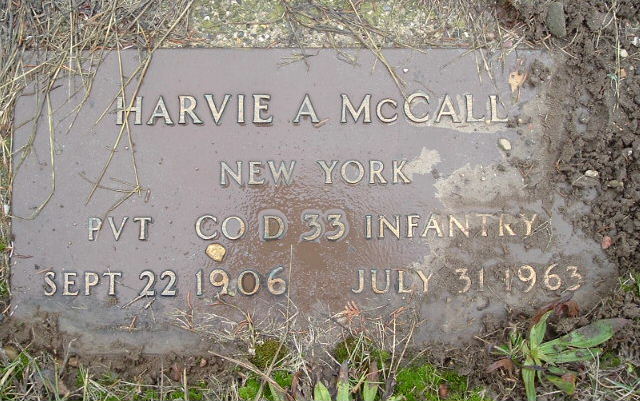 HARVIE A McCALL
NEW YORK
PVT CO D 33 INFANTRY
SEPT 22 1906 JULY 31 1963